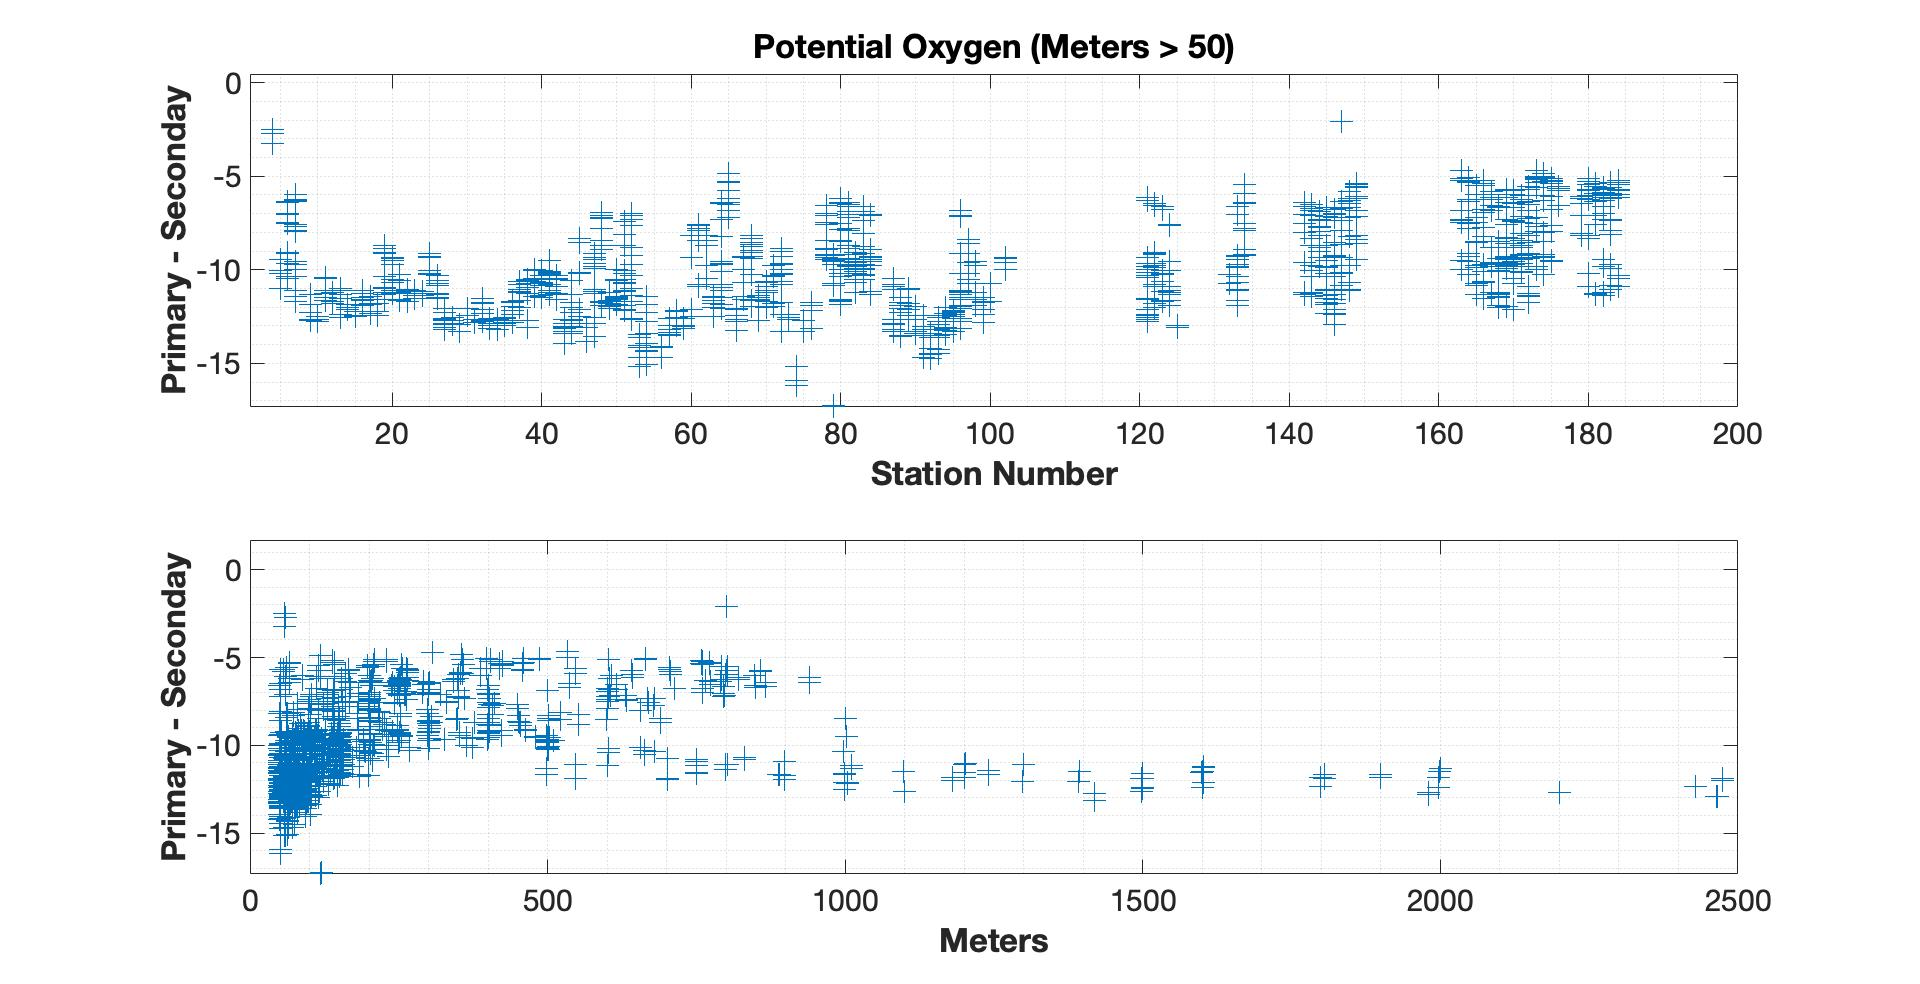 Potential Oxygen (Meters > 50)
Primary - Seconday
0
-5
-10
-15
20 40 60 80 100 120 140 160 180 200
Station Number
Primary - Seconday
0
-5
-10
-15
0 500 1000 1500 2000 2500
Meters